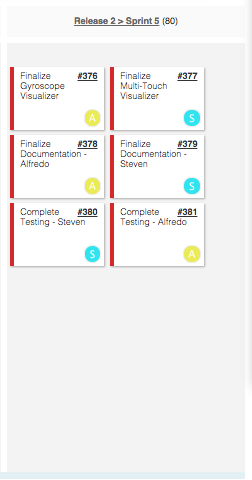 Release 2 > Sprint 5 (80)
Finalize #376
Gyroscope
Visualizer
A
Finalize #377
Multi-Touch
Visualizer
S
Finalize #378
Documentation -
Alfredo
A
Finalize #379
Documentation -
Steven
S
Complete #380
Testing - Steven
S
Complete #381
Testing - Alfredo
A